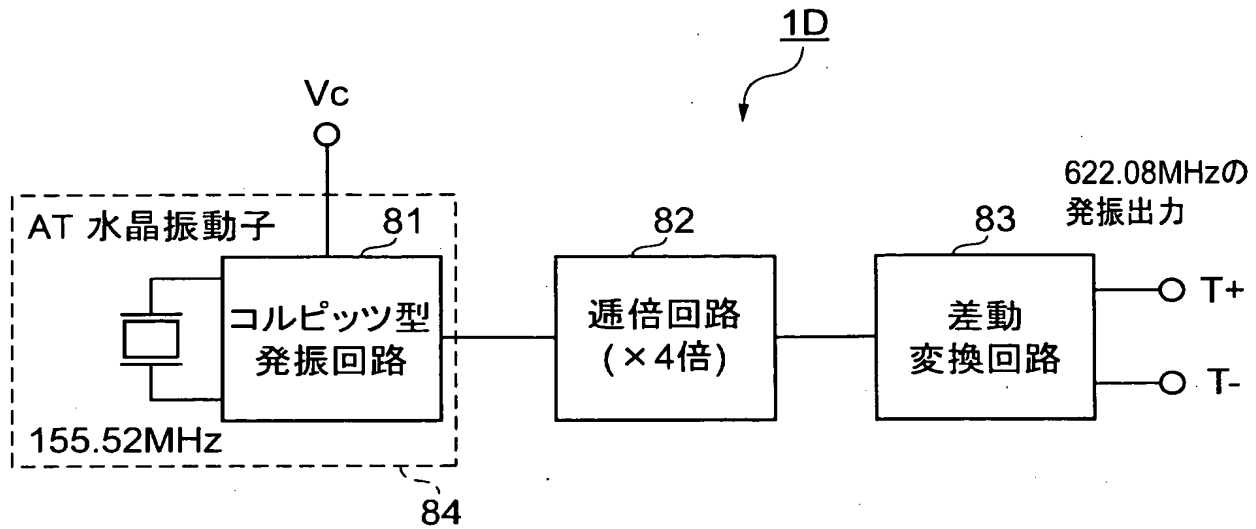 1D
Vc
622.08MHzの
発振出力
AT 水晶振動子
81
82
83
コルピッツ型
発振回路
逓倍回路
(×4倍)
差動
変換回路
T+
T-
155.52MHz
84